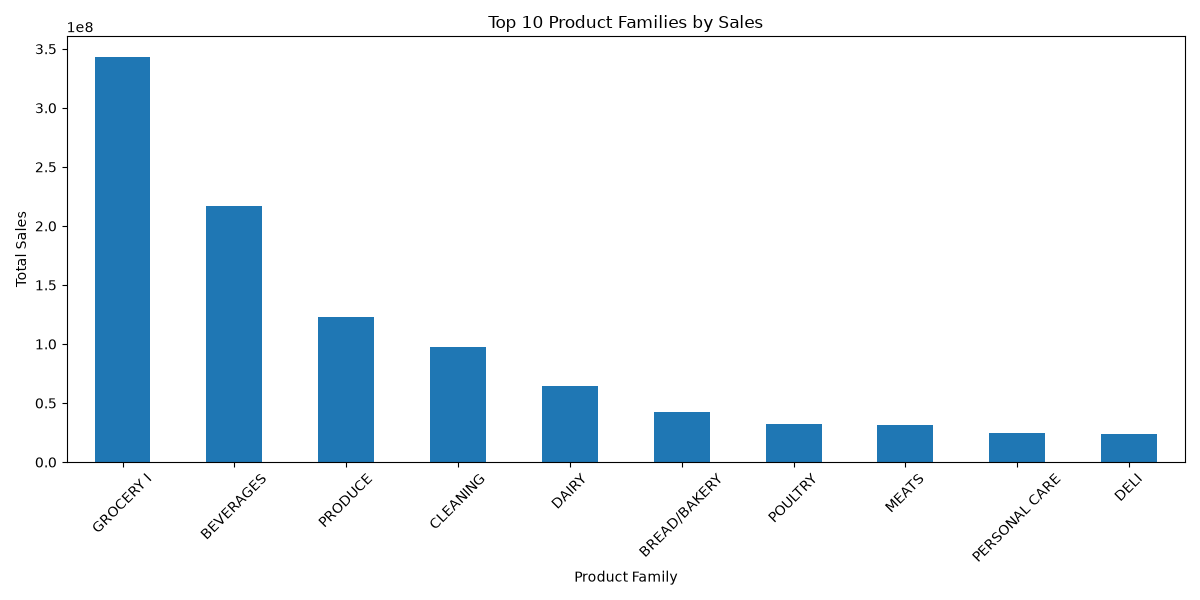 Top 10 Product Families by Sales
1e8
3.5
3.0
2.5
2.0
1.5
1.0
0.5
0.0
Total Sales
GROCERY I
BEVERAGES
PRODUCE
CLEANING
DAIRY
BREAD/BAKERY
POULTRY
MEATS
PERSONAL CARE
DELI
Product Family